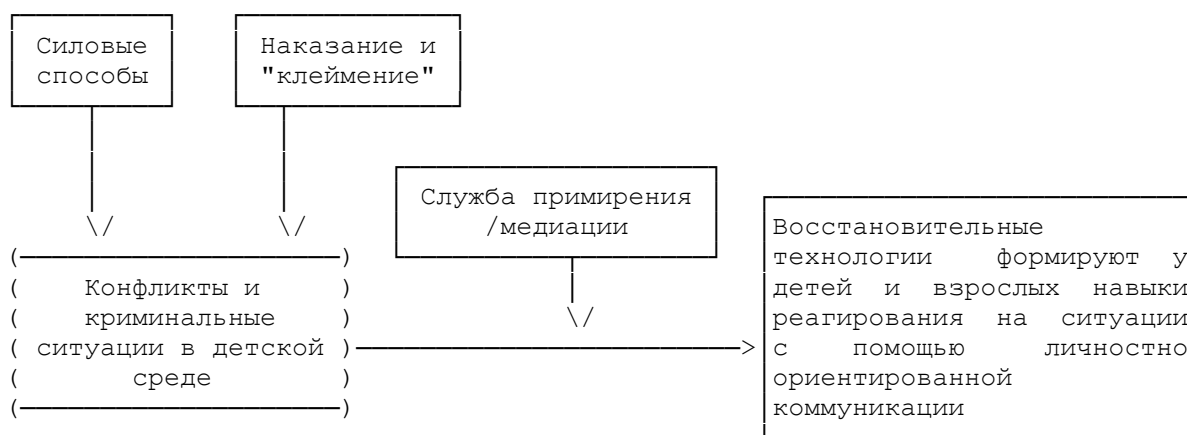 Силовые
способы
Наказание и
"клеймение"
Служба примирения
/медиации
Конфликты и
криминальные
ситуации в детской
среде
Восстановительные
технологии формируют у
детей и взрослых навыки
реагирования на ситуации
с помощью личностно
ориентированной
коммуникации